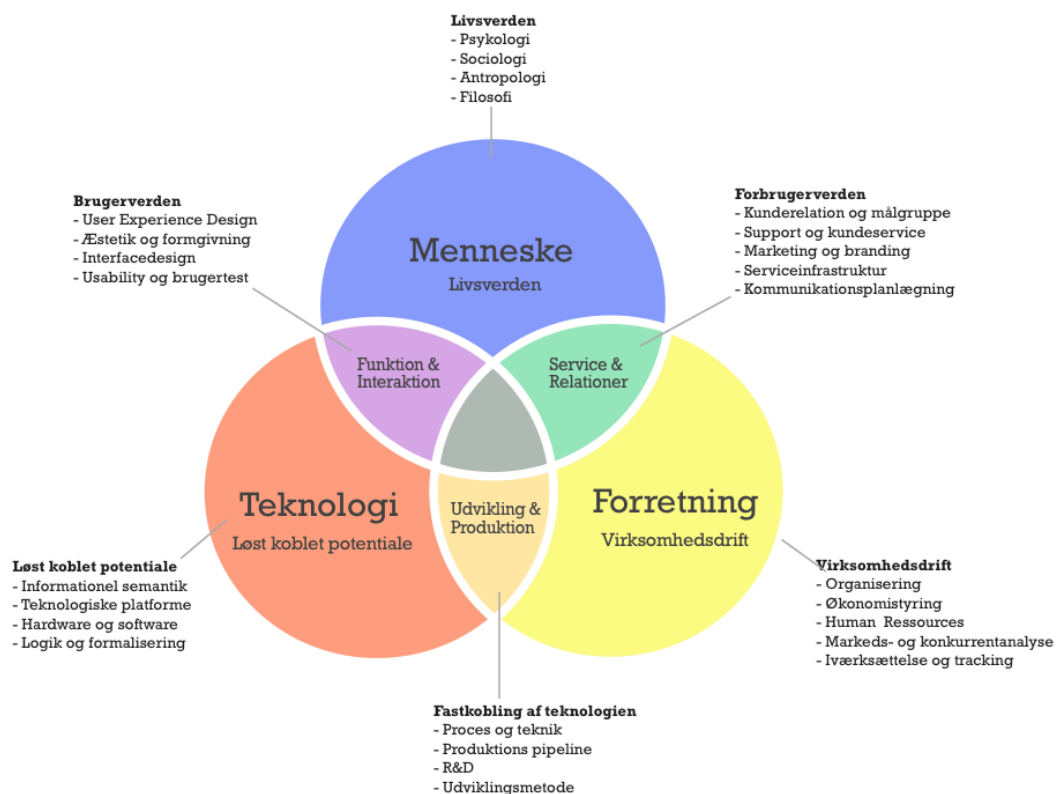 Livsverden
- Psykologi
- Sociologi
- Antropologi
- Filosofi
Brugerverden
- User Experience Design
- Æstetik og formgivning
- Interfacedesign
- Usability og brugertest
Forbrugerverden
- Kunderelation og målgruppe
- Support og kundeservice
- Marketing og branding
- Serviceinfrastruktur
- Kommunikationsplanlægning
Menneske
Livsverden
Funktion &
Interaktion
Service &
Relationer
Teknologi
Løst koblet potentiale
Udvikling &
Produktion
Forretning
Virksomhedsdrift
Løst koblet potentiale
- Informationel semantik
- Teknologiske platforme
- Hardware og software
- Logik og formalisering
Virksomhedsdrift
- Organisering
- Økonomistyring
- Human Ressources
- Markeds- og konkurrentanalyse
- Iværksættelse og tracking
Fastkobling af teknologien
- Proces og teknik
- Produktions pipeline
- R&D
- Udviklingsmetode